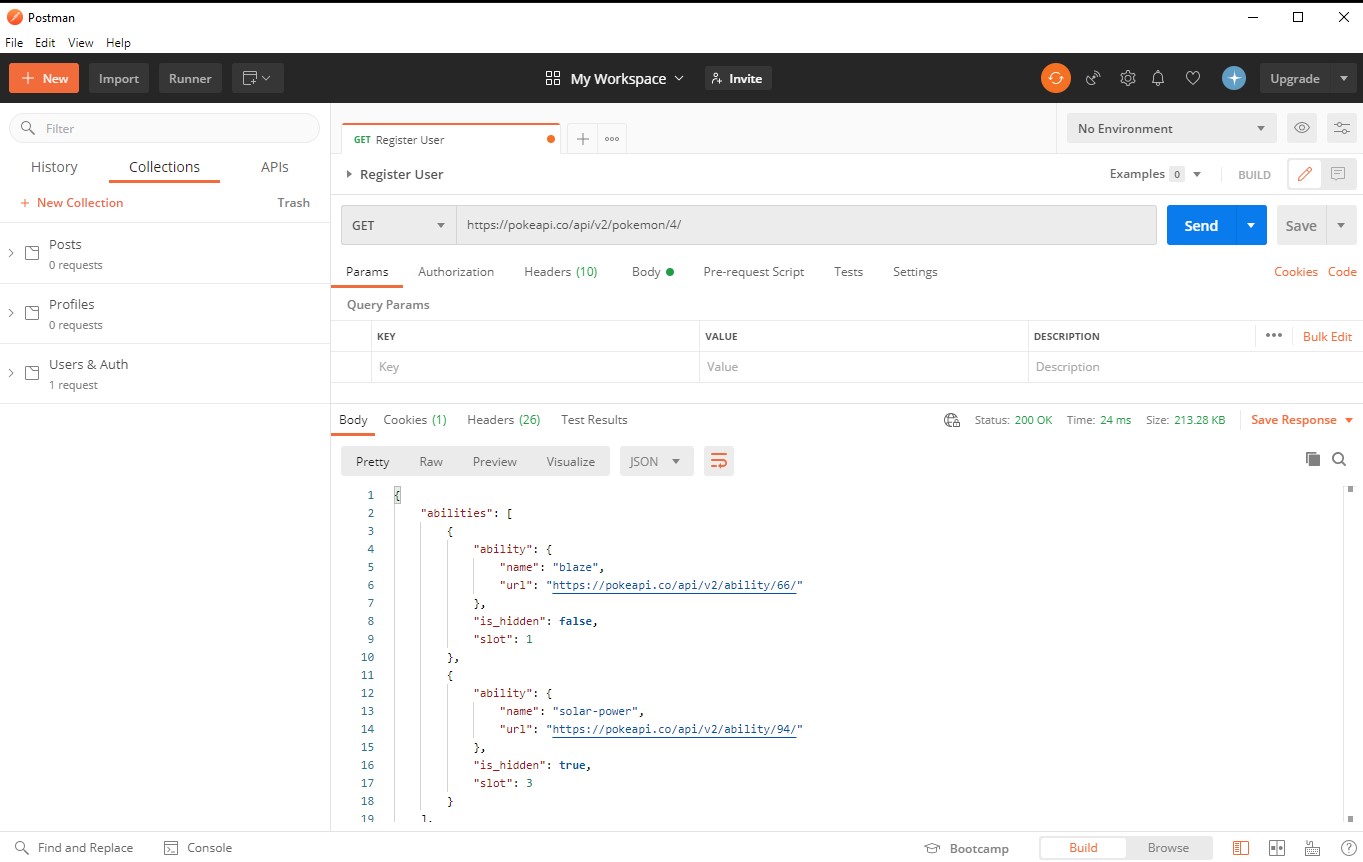 Postman
File Edit View Help
New Import Runner My Workspace Invite Upgrade
Filter
History Collections APIs
+ New Collection Trash
Posts
0 requests
Profiles
0 requests
Users & Auth
1 request
GET Register User No Environment
Register User Examples 0 BUILD
GET https://pokeapi.co/api/v2/pokemon/4/ Send Save
Params Authorization Headers (10) Body Pre-request Script Tests Settings Cookies Code
Query Params
KEY VALUE DESCRIPTION Bulk Edit
Key Value Description
Body Cookies (1) Headers (26) Test Results Status: 200 OK Time: 24 ms Size: 213.28 KB Save Response
Pretty Raw Preview Visualize JSON
1 {
2 "abilities": [
3 {
4 "ability": {
5 "name": "blaze",
6 "url": "https://pokeapi.co/api/v2/ability/66/"
7 },
8 "is_hidden": false,
9 "slot": 1
10 },
11 {
12 "ability": {
13 "name": "solar-power",
14 "url": "https://pokeapi.co/api/v2/ability/94/"
15 },
16 "is_hidden": true,
17 "slot": 3
18 }
19 ],
Find and Replace Console Bootcamp Build Browse